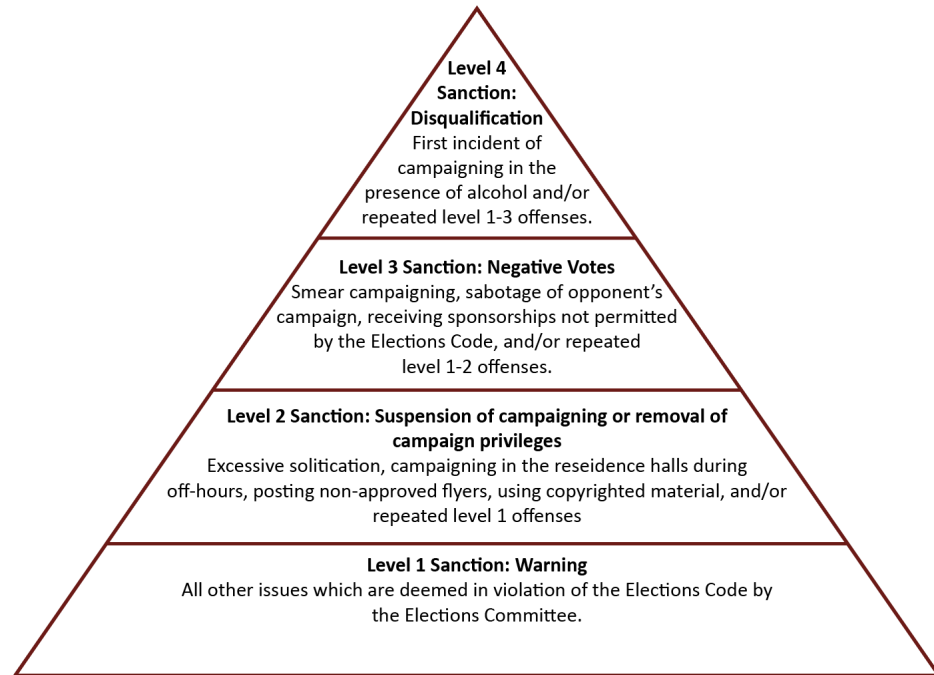 Level 4
Sanction:
Disqualification
First incident of
campaigning in the
presence of alcohol and/or
repeated level 1-3 offenses.
Level 3 Sanction: Negative Votes
Smear campaigning, sabotage of opponent’s
campaign, receiving sponsorships not permitted
by the Elections Code, and/or repeated
level 1-2 offenses.
Level 2 Sanction: Suspension of campaigning or removal of
campaign privileges
Excessive solitication, campaigning in the reseidence halls during
off-hours, posting non-approved flyers, using copyrighted material, and/or
repeated level 1 offenses
Level 1 Sanction: Warning
All other issues which are deemed in violation of the Elections Code by
the Elections Committee.